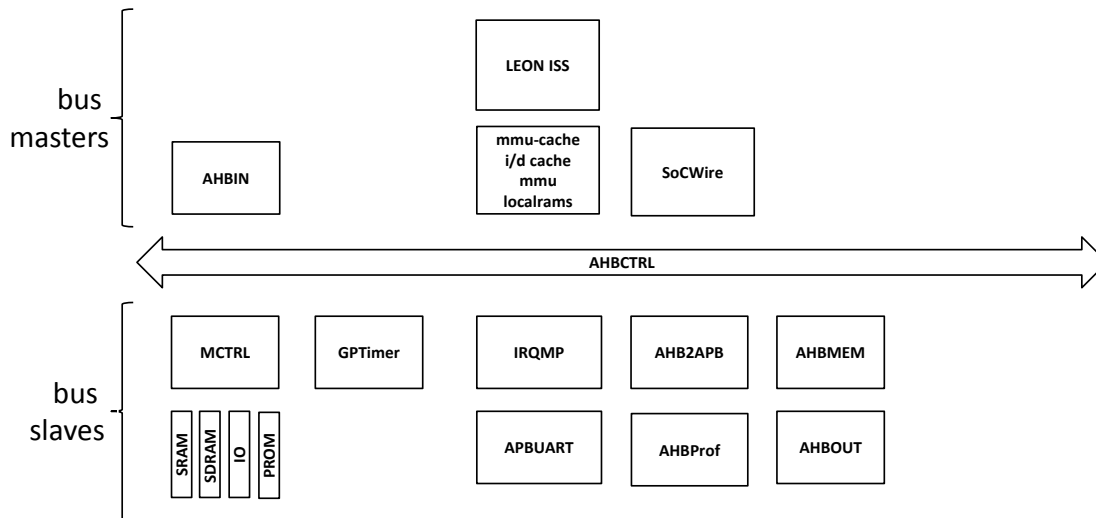 bus
masters
LEON ISS
AHBIN
mmu-cache
i/d cache
mmu
localrams
SoCWire
AHBCTRL
bus
slaves
MCTRL
GPTimer
IRQMP
AHB2APB
AHBMEM
SRAM
SDRAM
IO
PROM
APBUART
AHBProf
AHBOUT